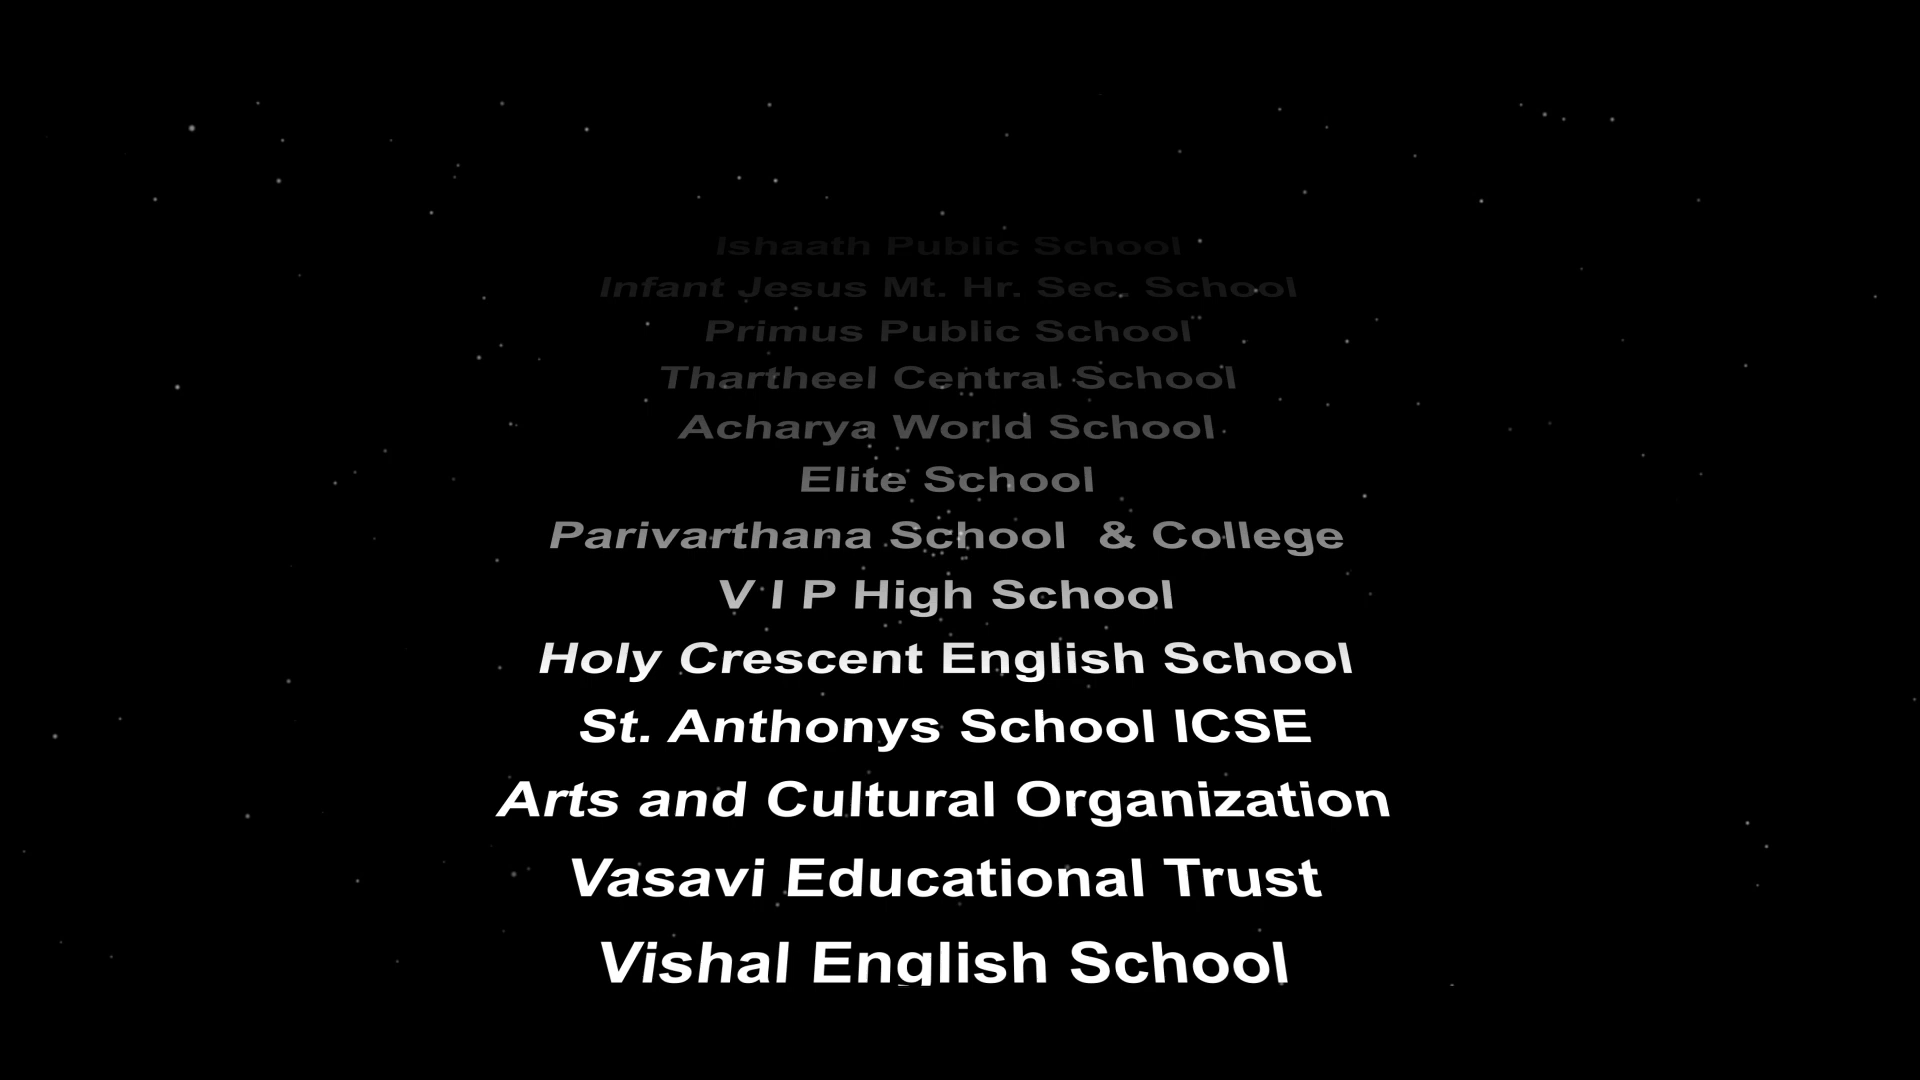 Ishaath Public School
Infant Jesus Mt. Hr. Sec. School
Primus Public School
Thartheel Central School
Acharya World School
Elite School
Parivarthana School & College
V I P High School
Holy Crescent English School
St. Anthonys School ICSE
Arts and Cultural Organization
Vasavi Educational Trust
Vishal English School